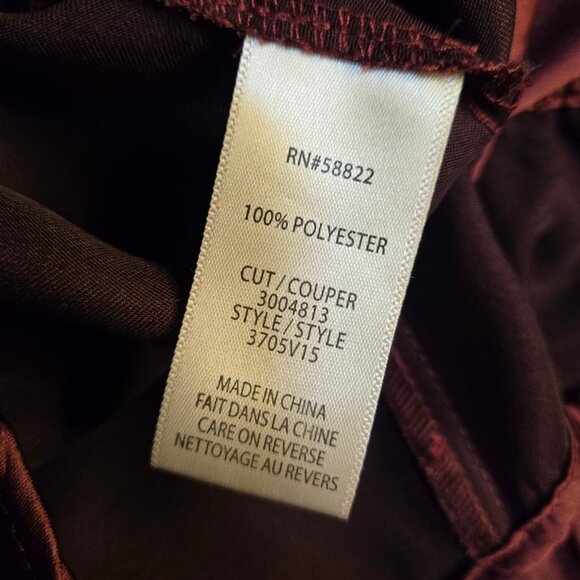 RN#58822
100% POLYESTER
CUT / COUPER
3004813
STYLE / STYLE
3705V15
MADE IN CHINA
FAIT DANS LA CHINE
CARE ON REVERSE
NETTOYAGE AU REVERS